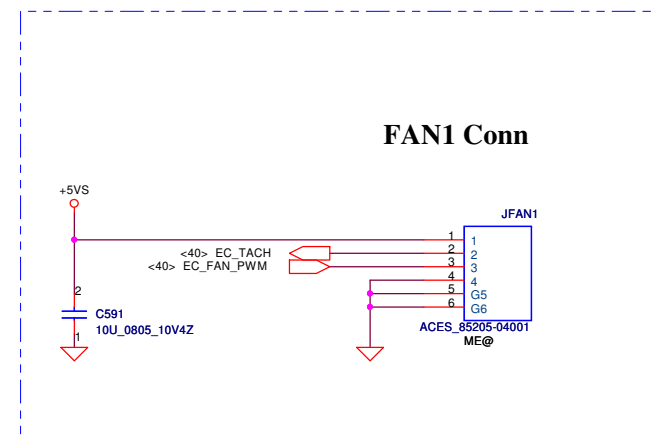 FAN1 Conn
+5VS
JFAN1
1 1
<40> EC_TACH 2 2
<40> EC_FAN_PWM 3 3
4 4
5 G5
6 G6
2
C591
10U_0805_10V4Z
1
ACES_85205-04001
ME@